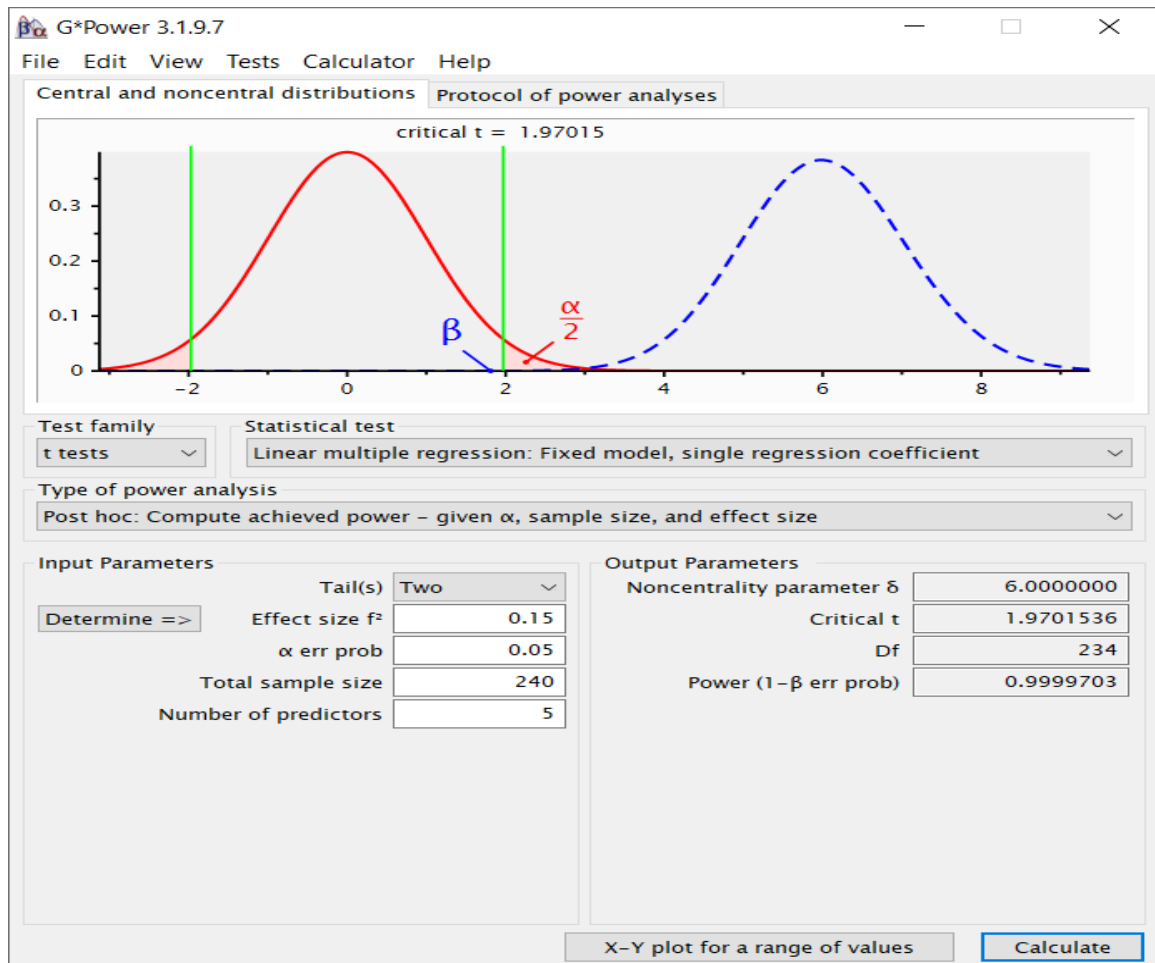 G*Power 3.1.9.7
File Edit View Tests Calculator Help
Central and noncentral distributions Protocol of power analyses
critical t = 1.97015
0.3
0.2
0.1
0
β
α
2
-2 0 2 4 6 8
Test family Statistical test
t tests Linear multiple regression: Fixed model, single regression coefficient
Type of power analysis
Post hoc: Compute achieved power – given α, sample size, and effect size
Input Parameters Output Parameters
Tail(s) Two Noncentrality parameter δ 6.0000000
Determine => Effect size f² 0.15 Critical t 1.9701536
α err prob 0.05 Df 234
Total sample size 240 Power (1-β err prob) 0.9999703
Number of predictors 5
X-Y plot for a range of values Calculate